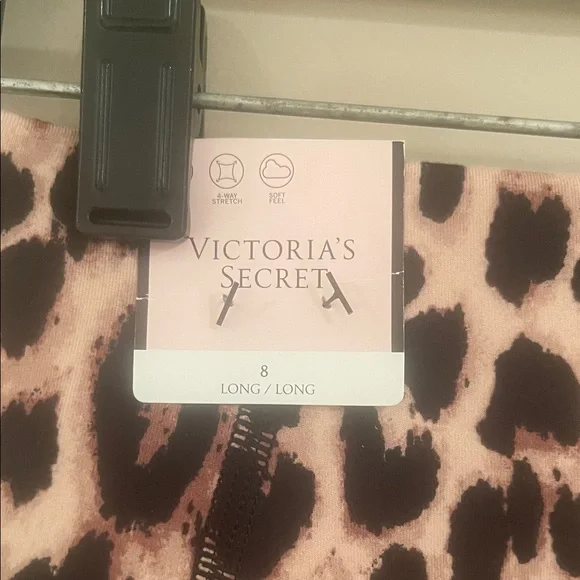 4-WAY
STRETCH
SOFT
FEEL
VICTORIA'S
SECRET
8
LONG / LONG